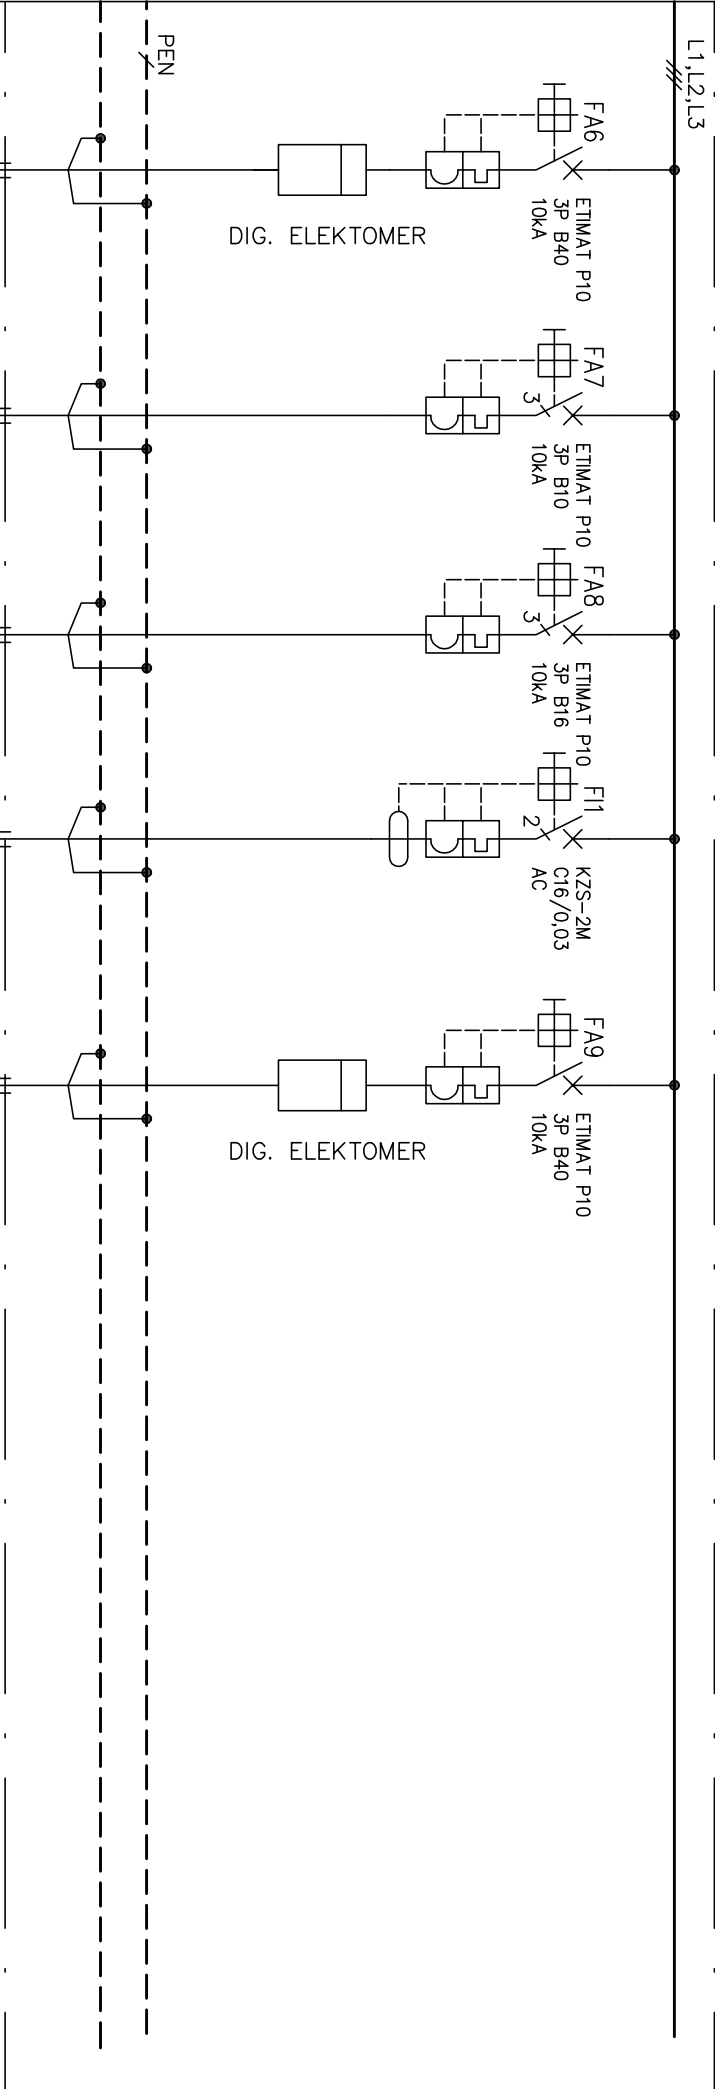 L1,L2,L3
PEN
FA6
ETIMAT P10
3P B40
10kA
DIG. ELEKTOMER
FA7
3
ETIMAT P10
3P B10
10kA
FA8
3
ETIMAT P10
3P B16
10kA
FI1
2
KZS-2M
C16/0,03
AC
FA9
ETIMAT P10
3P B40
10kA
DIG. ELEKTOMER